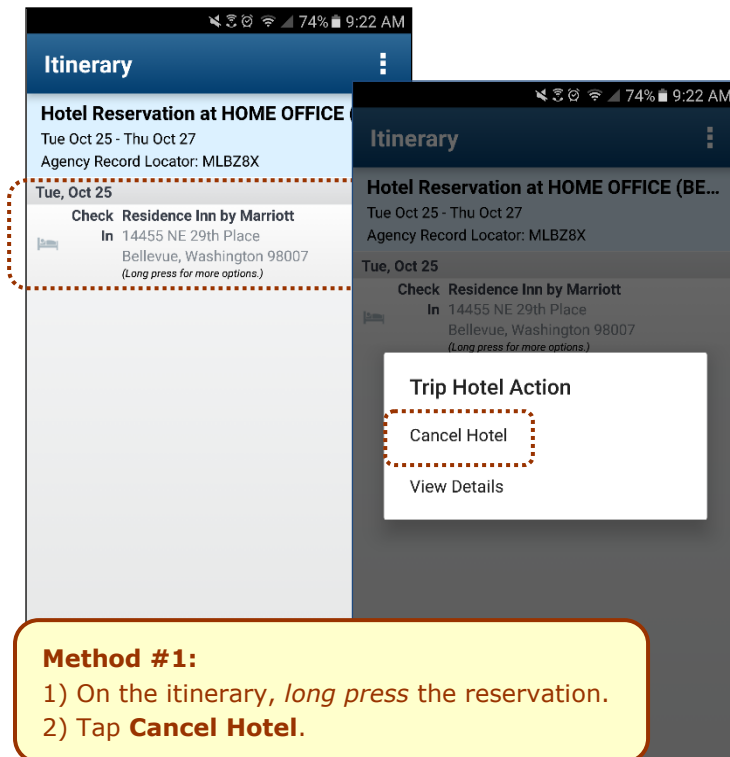 74% 9:22 AM
Itinerary
Hotel Reservation at HOME OFFICE (
Tue Oct 25 - Thu Oct 27
Agency Record Locator: MLBZ8X
Tue, Oct 25
Check Residence Inn by Marriott
In 14455 NE 29th Place
Bellevue, Washington 98007
(Long press for more options.)
74% 9:22 AM
Itinerary
Hotel Reservation at HOME OFFICE (BE...
Tue Oct 25 - Thu Oct 27
Agency Record Locator: MLBZ8X
Tue, Oct 25
Check Residence Inn by Marriott
In 14455 NE 29th Place
Bellevue, Washington 98007
(Long press for more options.)
Trip Hotel Action
Cancel Hotel
View Details
Method #1:
1) On the itinerary, long press the reservation.
2) Tap Cancel Hotel.